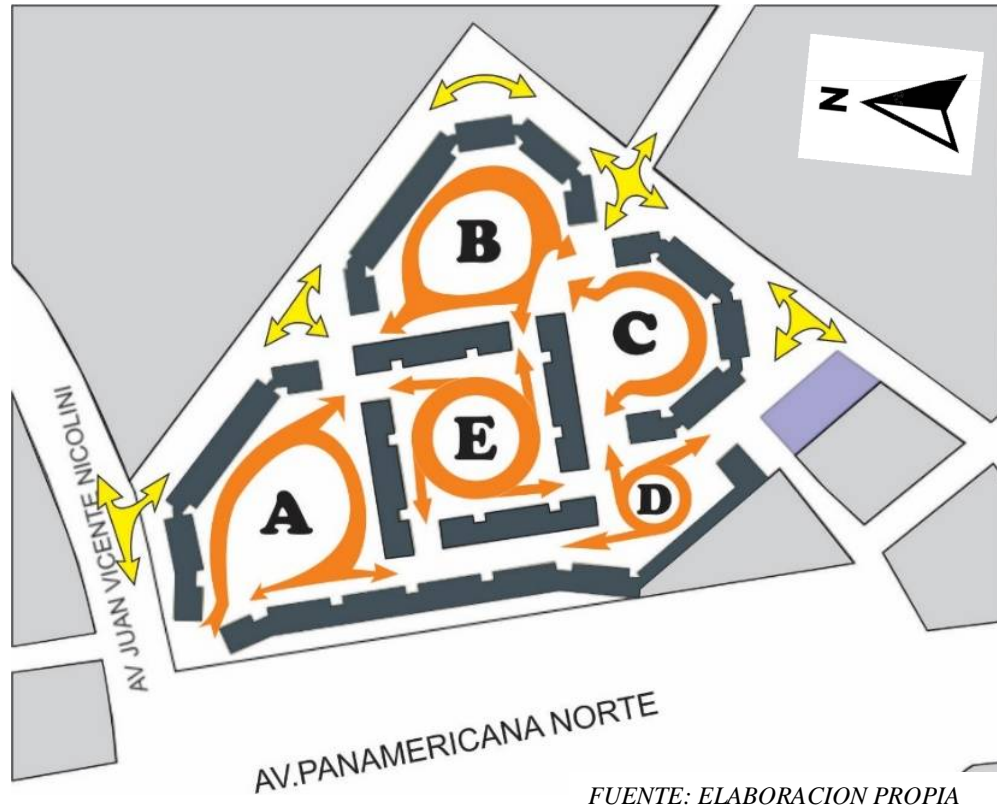 N
B
C
E
D
A
AV JUAN VICENTE NICOLINI
AV.PANAMERICANA NORTE
FUENTE: ELABORACION PROPIA